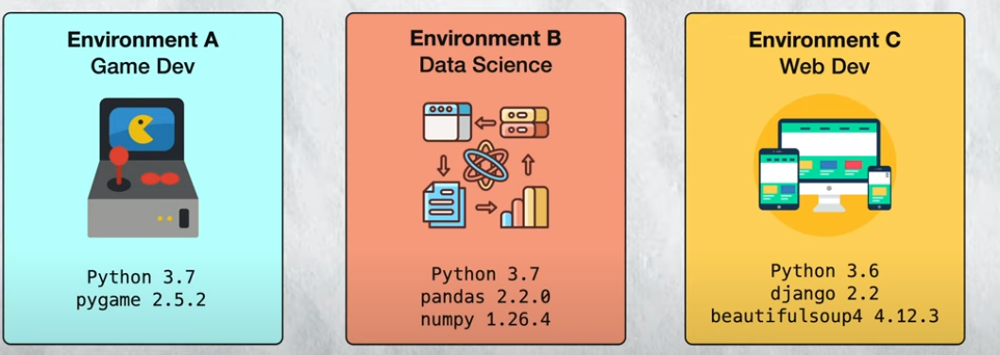 Environment A
Game Dev
Python 3.7
pygame 2.5.2
Environment B
Data Science
Python 3.7
pandas 2.2.0
numpy 1.26.4
Environment C
Web Dev
Python 3.6
django 2.2
beautifulsoup4 4.12.3